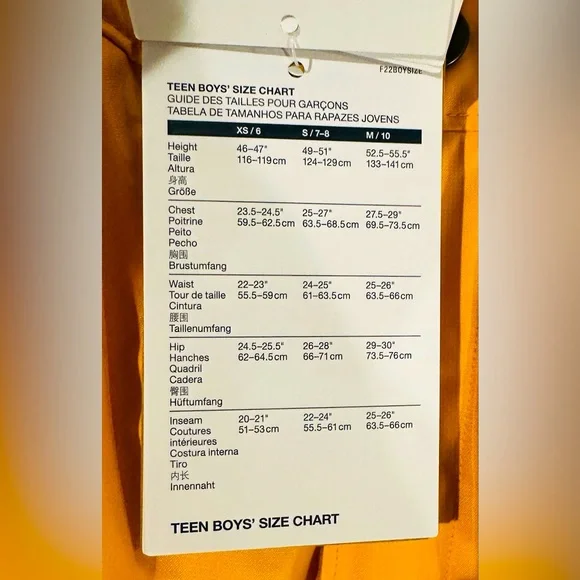 F22BOYSIZE
TEEN BOYS' SIZE CHART
GUIDE DES TAILLES POUR GARÇONS
TABELA DE TAMANHOS PARA RAPAZES JOVENS
XS / 6 S / 7–8 M / 10
Height 46–47" 49–51" 52.5–55.5"
Taille 116–119 cm 124–129 cm 133–141 cm
Altura
身高
Größe
Chest 23.5–24.5" 25–27" 27.5–29"
Poitrine 59.5–62.5 cm 63.5–68.5 cm 69.5–73.5 cm
Peito
Pecho
胸围
Brustumfang
Waist 22–23" 24–25" 25–26"
Tour de taille 55.5–59 cm 61–63.5 cm 63.5–66 cm
Cintura
腰围
Taillenumfang
Hip 24.5–25.5" 26–28" 29–30"
Hanches 62–64.5 cm 66–71 cm 73.5–76 cm
Quadril
Cadera
臀围
Hüftumfang
Inseam 20–21" 22–24" 25–26"
Coutures 51–53 cm 55.5–61 cm 63.5–66 cm
intérieures
Costura interna
Tiro
内长
Innennaht
TEEN BOYS' SIZE CHART